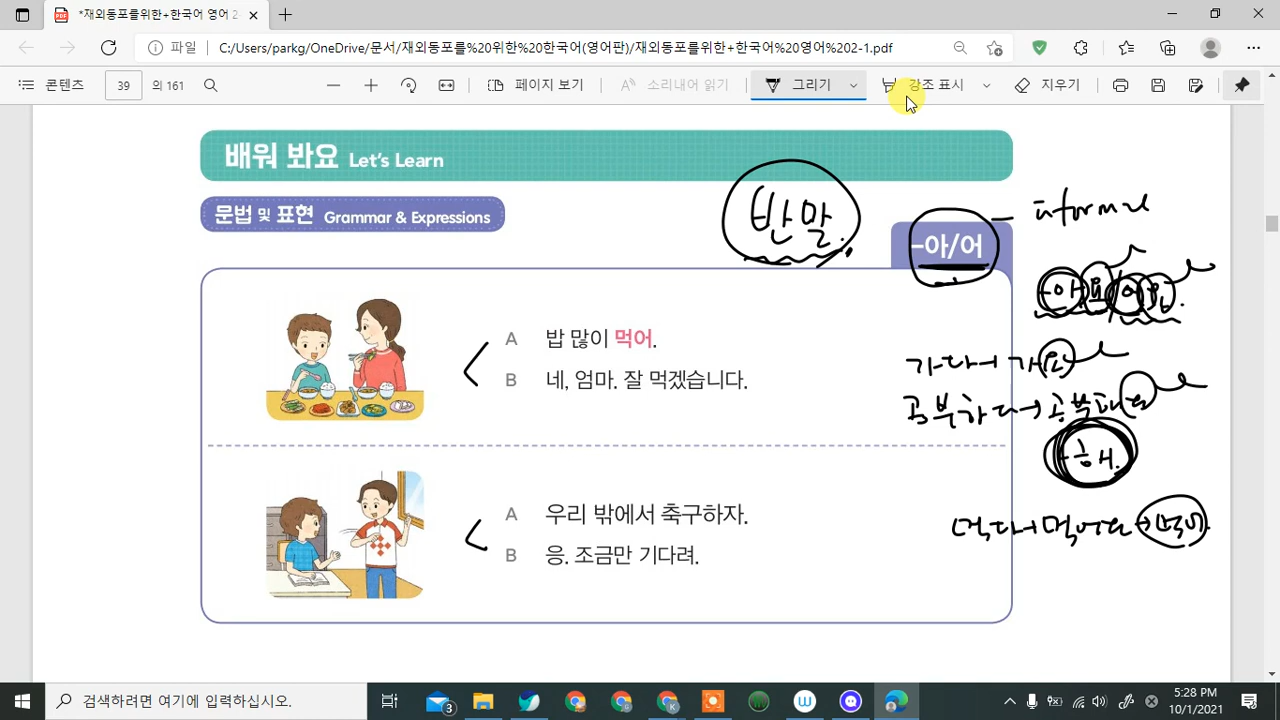 *재외동포를위한+한국어 영어 2
파일 C:/Users/parkg/OneDrive/문서/재외동포를%20위한%20한국어(영어판)/재외동포를위한+한국어%20영어%202-1.pdf
콘텐츠 39 의 161 페이지 보기 소리내어 읽기 그리기 강조 표시 지우기
배워 봐요 Let's Learn
문법 및 표현 Grammar & Expressions
반말.
-아/어
informal
-아요/어요.
A 밥 많이 먹어.
B 네, 엄마. 잘 먹겠습니다.
가다→ 가요
공부하다→공부해요
-해.
A 우리 밖에서 축구하자.
B 응. 조금만 기다려.
먹다→먹어요→먹어.
검색하려면 여기에 입력하십시오.
3
5:28 PM
10/1/2021